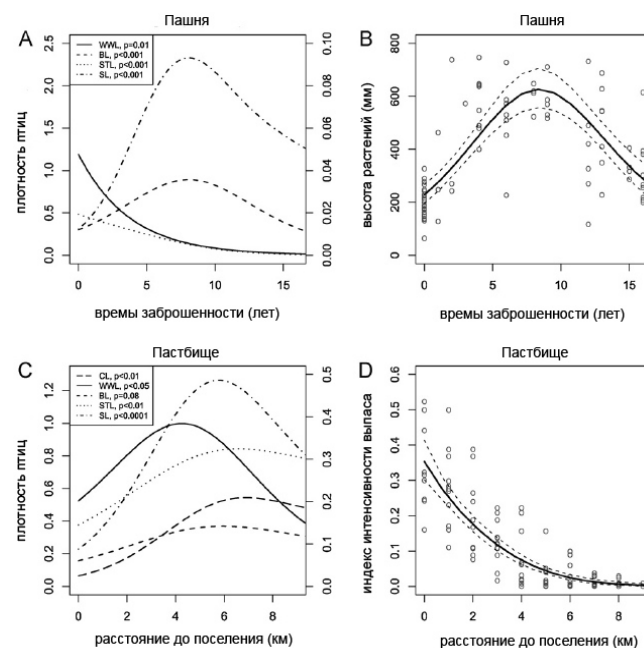 Пашня
A
WWL, p=0.01
BL, p<0.001
STL, p<0.001
SL, p<0.001
плотность птиц
0.0
0.5
1.0
1.5
2.0
2.5
0.00
0.02
0.04
0.06
0.08
0.10
0
5
10
15
времы заброшенности (лет)
Пашня
B
высота растений (мм)
0
200
400
600
800
0
5
10
15
времы заброшенности (лет)
Пастбище
C
CL, p<0.01
WWL, p<0.05
BL, p=0.08
STL, p<0.01
SL, p<0.0001
плотность птиц
0.0
0.2
0.4
0.6
0.8
1.0
1.2
0.0
0.1
0.2
0.3
0.4
0.5
0
2
4
6
8
расстояние до поселения (км)
Пастбище
D
индекс интенсивности выпаса
0.0
0.1
0.2
0.3
0.4
0.5
0.6
0
2
4
6
8
расстояние до поселения (км)